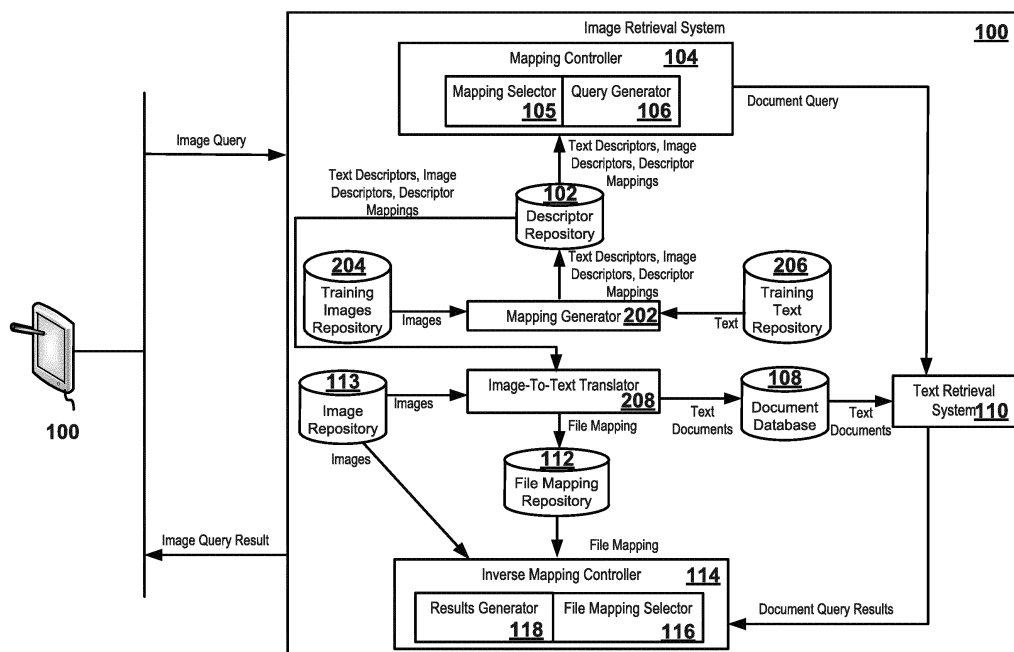 Image Retrieval System
100
Mapping Controller
104
Mapping Selector
105
Query Generator
106
Document Query
Image Query
Text Descriptors, Image
Descriptors, Descriptor
Mappings
Text Descriptors, Image
Descriptors, Descriptor
Mappings
102
Descriptor
Repository
Text Descriptors, Image
Descriptors, Descriptor
Mappings
204
Training
Images
Repository
Images
Mapping Generator
202
Text
206
Training
Text
Repository
113
Image
Repository
Images
Image-To-Text Translator
208
Text
Documents
108
Document
Database
Text
Documents
Text Retrieval
System
110
100
File Mapping
Images
112
File Mapping
Repository
File Mapping
Image Query Result
Inverse Mapping Controller
114
Results Generator
118
File Mapping Selector
116
Document Query Results